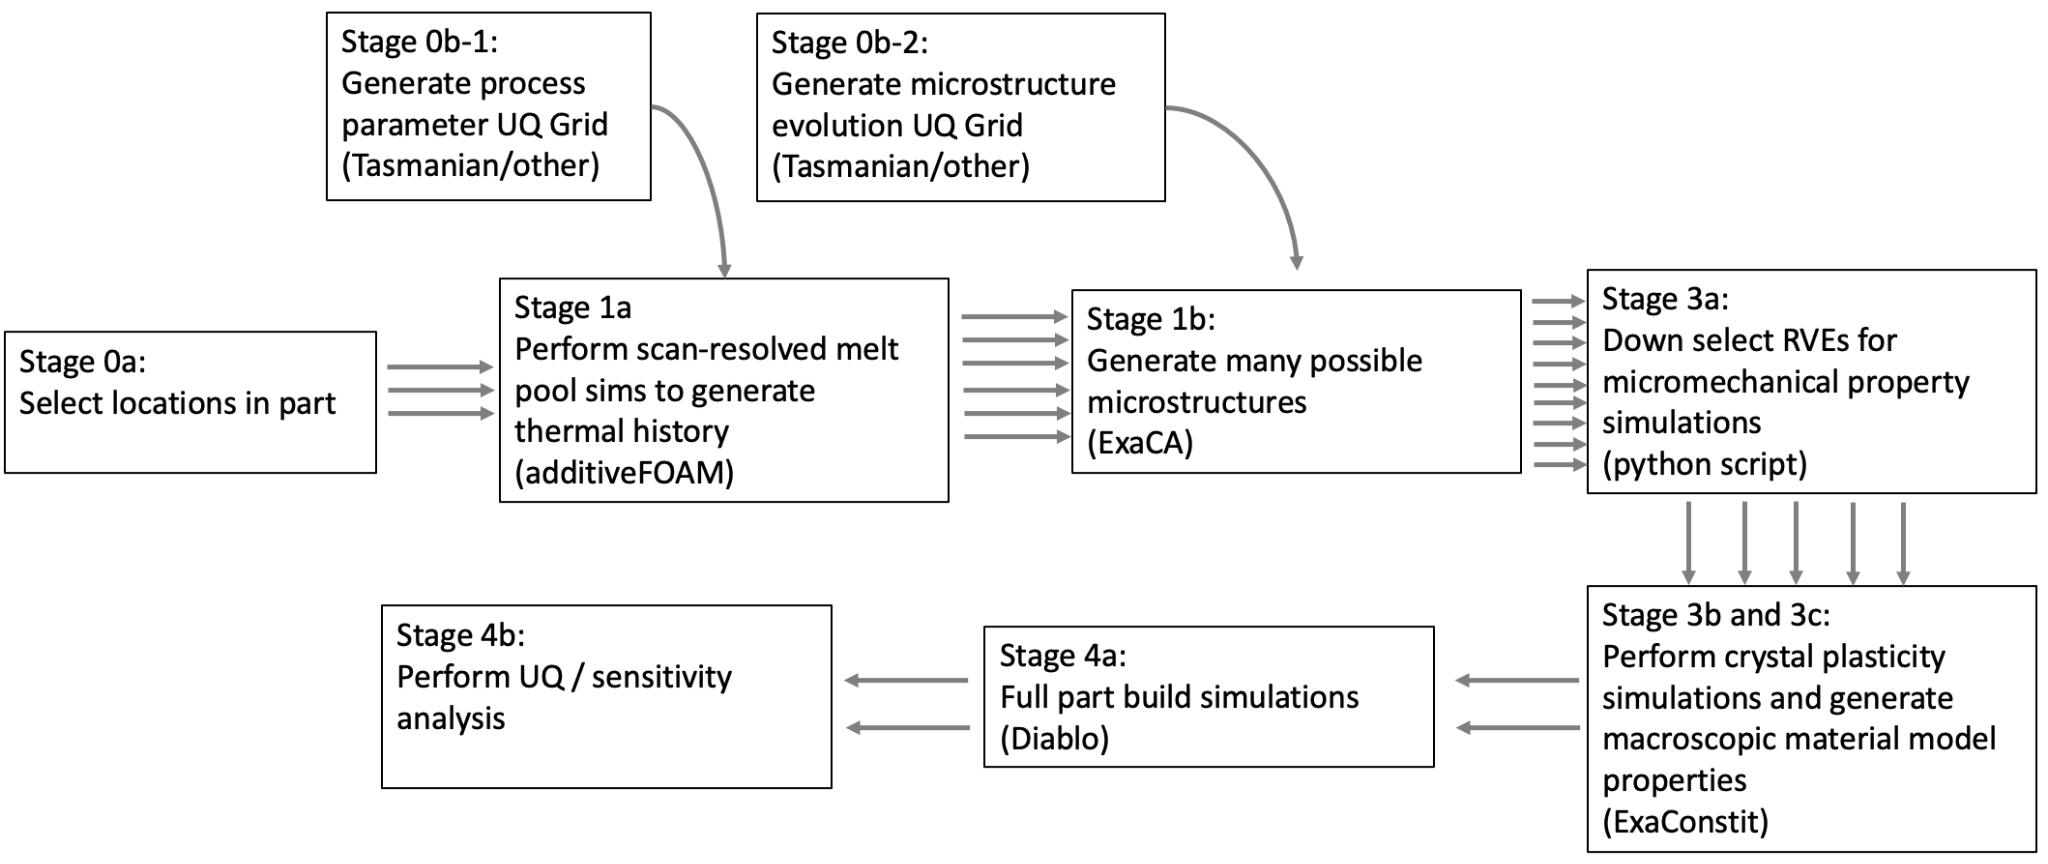 Stage 0b-1:
Generate process
parameter UQ Grid
(Tasmanian/other)
Stage 0b-2:
Generate microstructure
evolution UQ Grid
(Tasmanian/other)
Stage 0a:
Select locations in part
Stage 1a
Perform scan-resolved melt
pool sims to generate
thermal history
(additiveFOAM)
Stage 1b:
Generate many possible
microstructures
(ExaCA)
Stage 3a:
Down select RVEs for
micromechanical property
simulations
(python script)
Stage 3b and 3c:
Perform crystal plasticity
simulations and generate
macroscopic material model
properties
(ExaConstit)
Stage 4a:
Full part build simulations
(Diablo)
Stage 4b:
Perform UQ / sensitivity
analysis